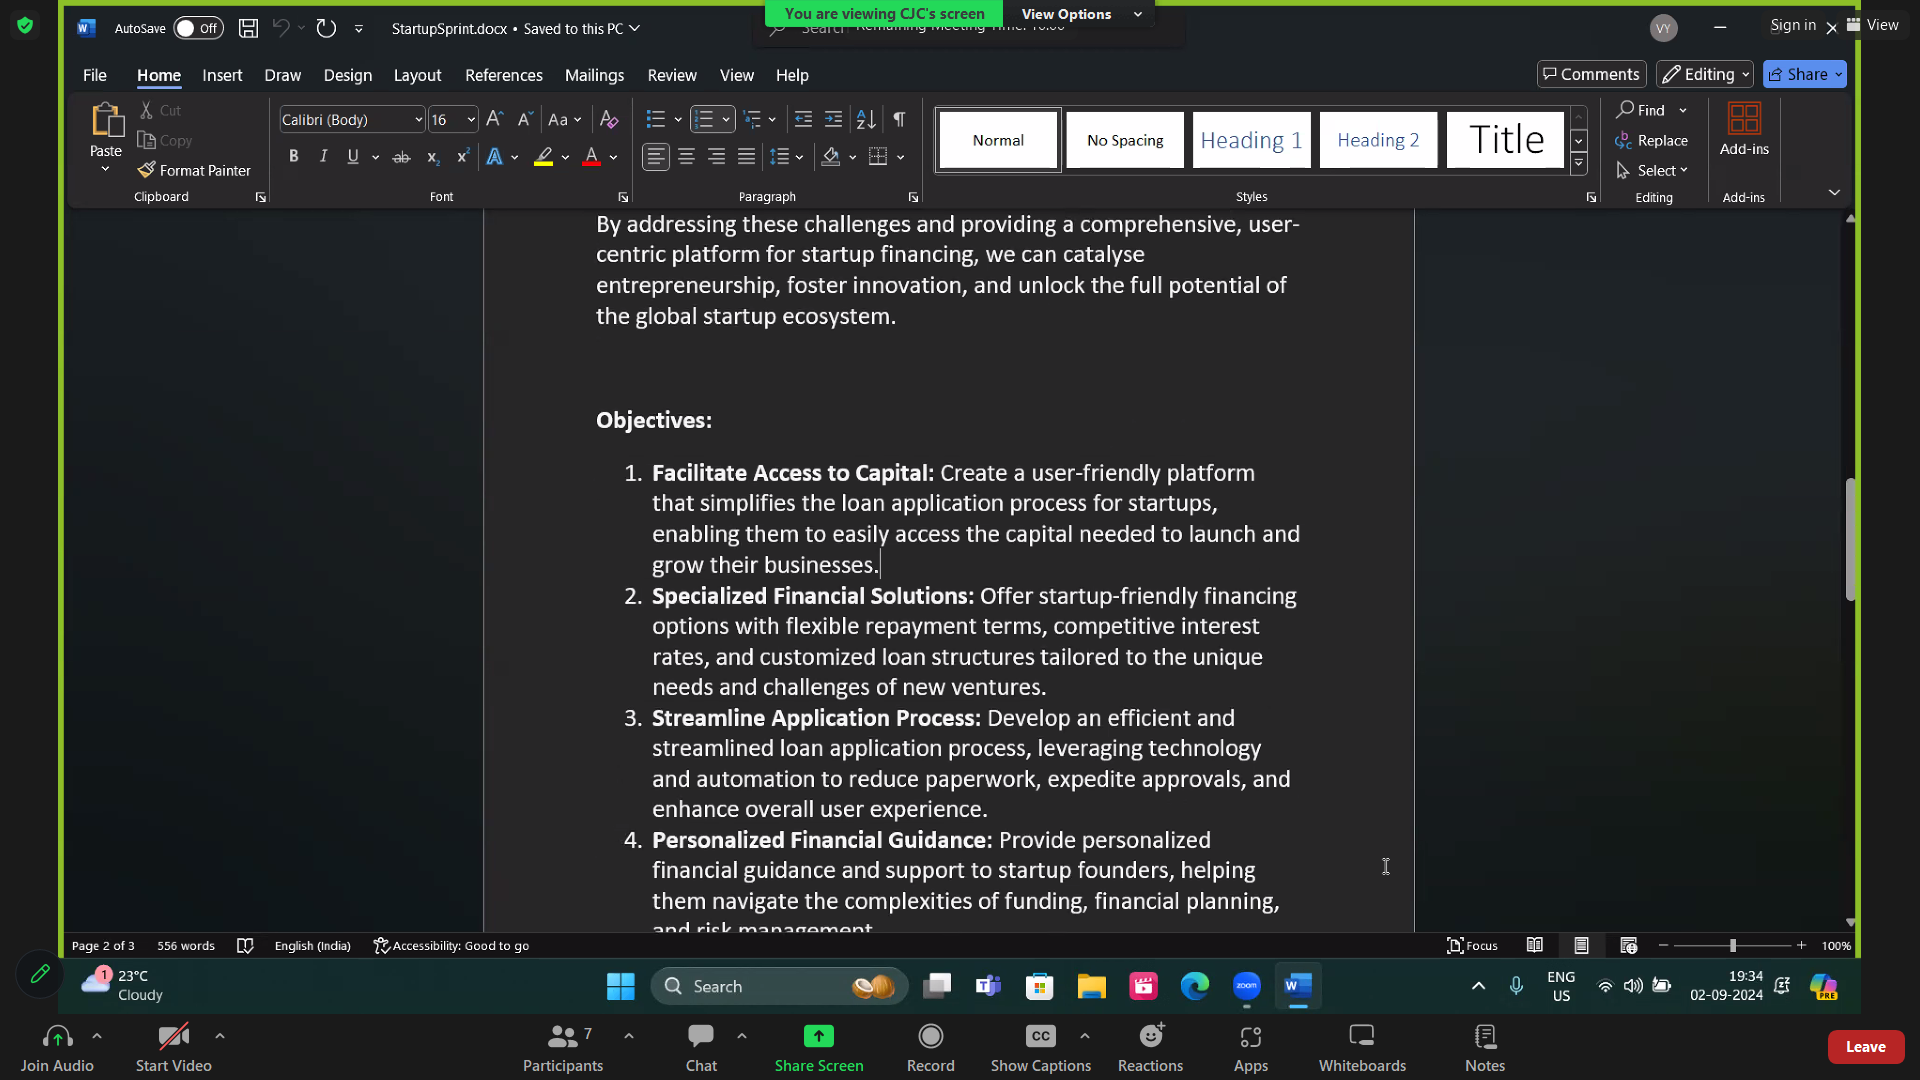 You are viewing CJC's screen
View Options
AutoSave
Off
StartupSprint.docx • Saved to this PC
VY
Sign in
View
File
Home
Insert
Draw
Design
Layout
References
Mailings
Review
View
Help
Comments
Editing
Share
Paste
Cut
Copy
Format Painter
Clipboard
Calibri (Body)
16
Font
Paragraph
Normal
No Spacing
Heading 1
Heading 2
Title
Styles
Find
Replace
Select
Editing
Add-ins
Add-ins
By addressing these challenges and providing a comprehensive, user-
centric platform for startup financing, we can catalyse
entrepreneurship, foster innovation, and unlock the full potential of
the global startup ecosystem.
Objectives:
1. Facilitate Access to Capital: Create a user-friendly platform
that simplifies the loan application process for startups,
enabling them to easily access the capital needed to launch and
grow their businesses.
2. Specialized Financial Solutions: Offer startup-friendly financing
options with flexible repayment terms, competitive interest
rates, and customized loan structures tailored to the unique
needs and challenges of new ventures.
3. Streamline Application Process: Develop an efficient and
streamlined loan application process, leveraging technology
and automation to reduce paperwork, expedite approvals, and
enhance overall user experience.
4. Personalized Financial Guidance: Provide personalized
financial guidance and support to startup founders, helping
them navigate the complexities of funding, financial planning,
and risk management.
Page 2 of 3
556 words
English (India)
Accessibility: Good to go
Focus
100%
1
23°C
Cloudy
Search
zoom
PRE
ENG
US
19:34
02-09-2024
Join Audio
Start Video
Participants
7
Chat
Share Screen
Record
CC
Show Captions
Reactions
Apps
Whiteboards
Notes
Leave